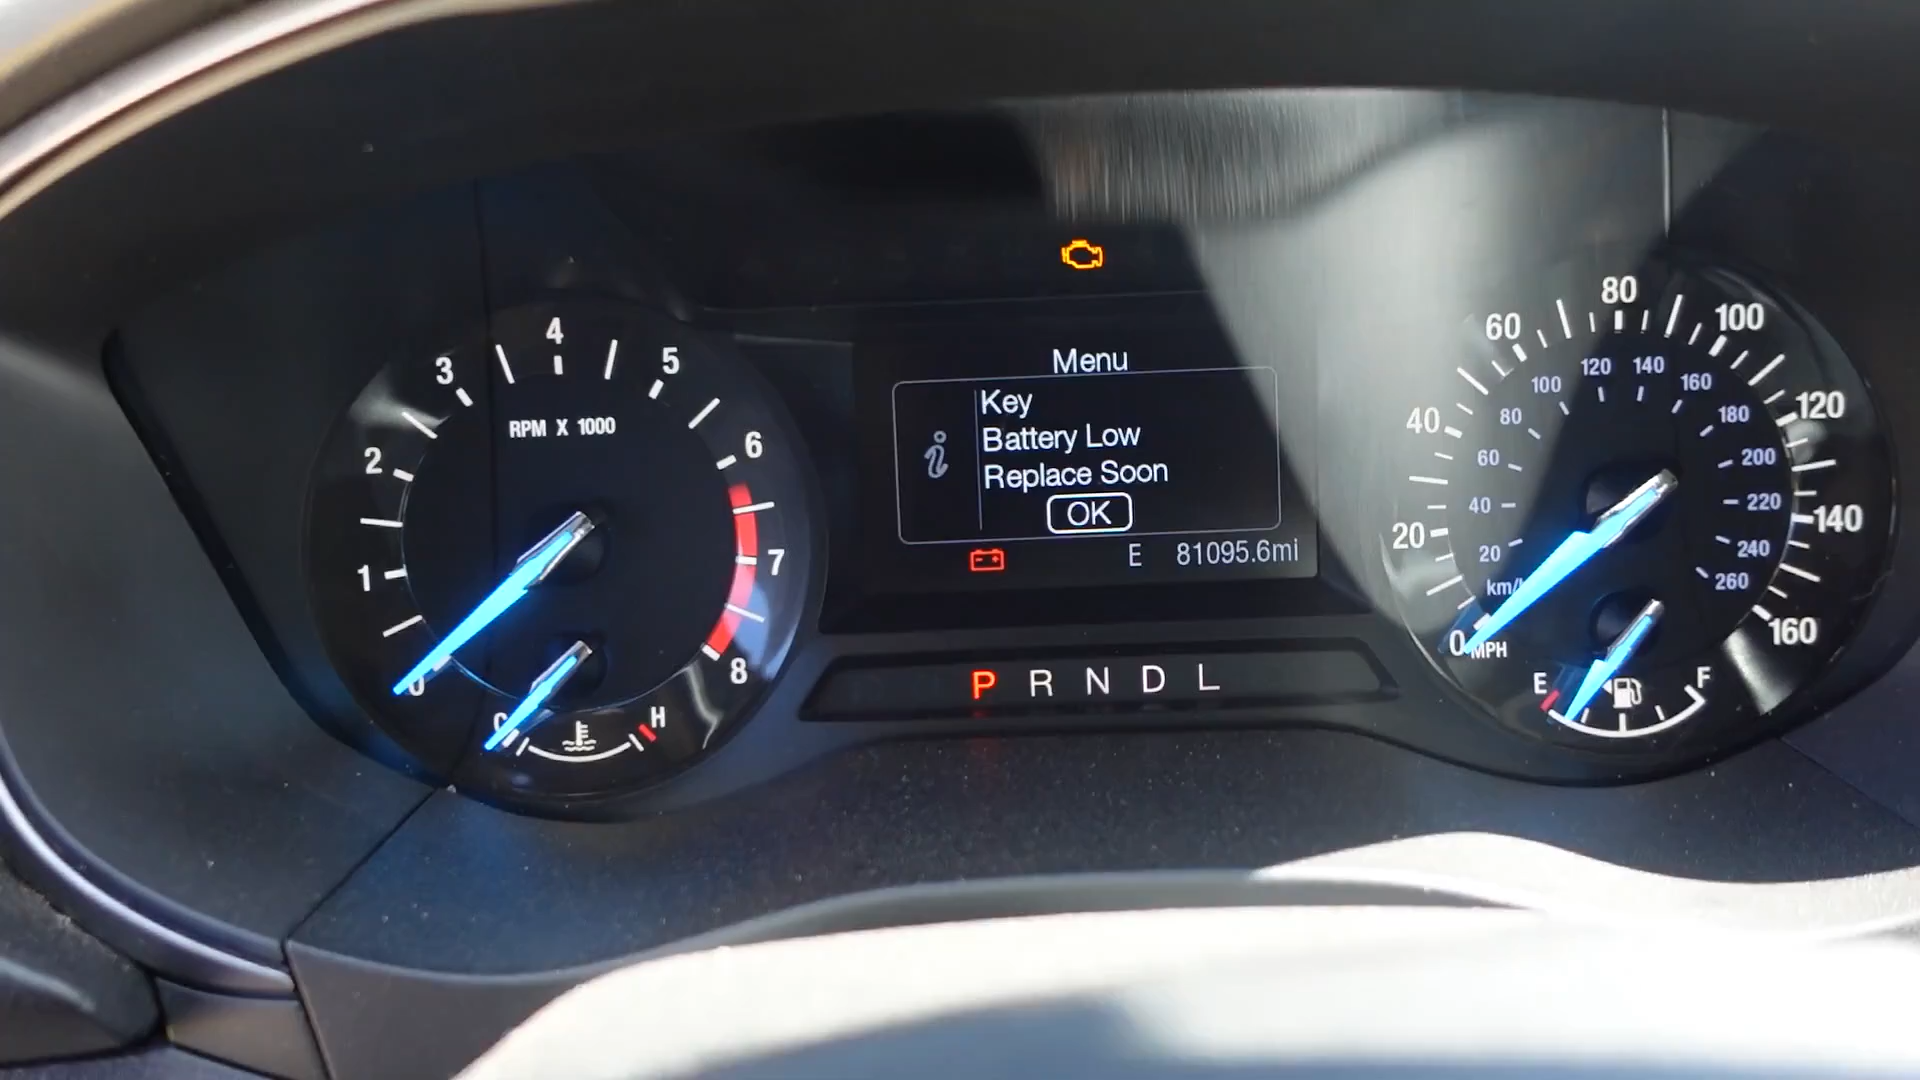 0 1 2 3 4 5 6 7 8
RPM X 1000
C H
Menu
Key
Battery Low
Replace Soon
OK
E 81095.6mi
P R N D L
0 20 40 60 80 100 120 140 160
MPH
20 40 60 80 100 120 140 160 180 200 220 240 260
km/
E F